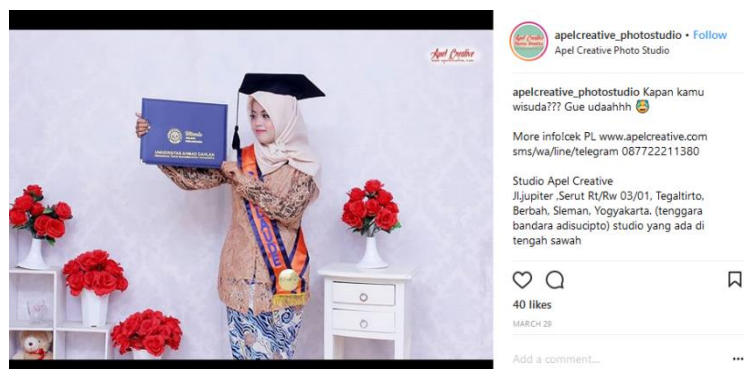 Apel Creative
www.apelcreative.com
UNIVERSITAS AHMAD DAHLAN
apelcreative_photostudio • Follow
Apel Creative Photo Studio
apelcreative_photostudio Kapan kamu
wisuda??? Gue udaahhh 😰
More info!cek PL www.apelcreative.com
sms/wa/line/telegram 087722211380
Studio Apel Creative
Jl.jupiter ,Serut Rt/Rw 03/01, Tegaltirto,
Berbah, Sleman, Yogyakarta. (tenggara
bandara adisucipto) studio yang ada di
tengah sawah
40 likes
MARCH 29
Add a comment...